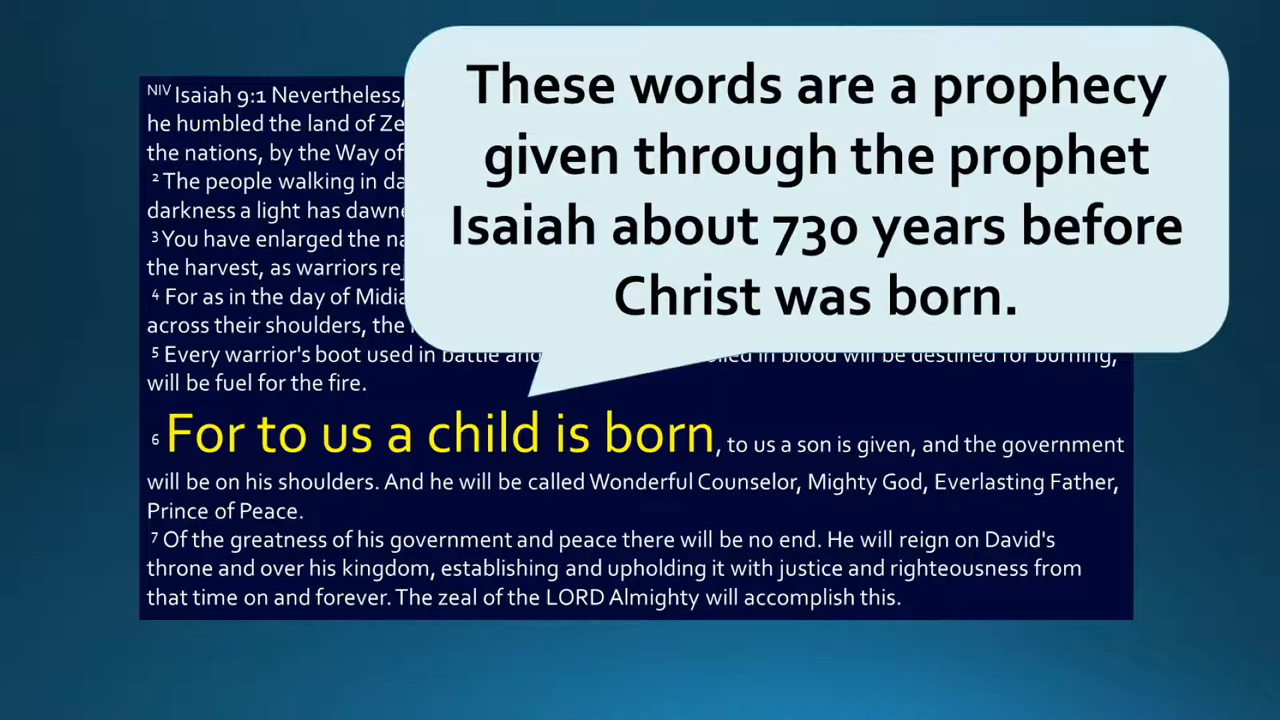 These words are a prophecy
given through the prophet
Isaiah about 730 years before
Christ was born.
NIV Isaiah 9:1 Nevertheless,
he humbled the land of Ze
the nations, by the Way of
2 The people walking in da
darkness a light has dawne
3 You have enlarged the na
the harvest, as warriors re
4 For as in the day of Midia
across their shoulders, the
5 Every warrior's boot used in battle and in blood will be destined for burning,
will be fuel for the fire.
6 For to us a child is born, to us a son is given, and the government
will be on his shoulders. And he will be called Wonderful Counselor, Mighty God, Everlasting Father,
Prince of Peace.
7 Of the greatness of his government and peace there will be no end. He will reign on David's
throne and over his kingdom, establishing and upholding it with justice and righteousness from
that time on and forever. The zeal of the LORD Almighty will accomplish this.